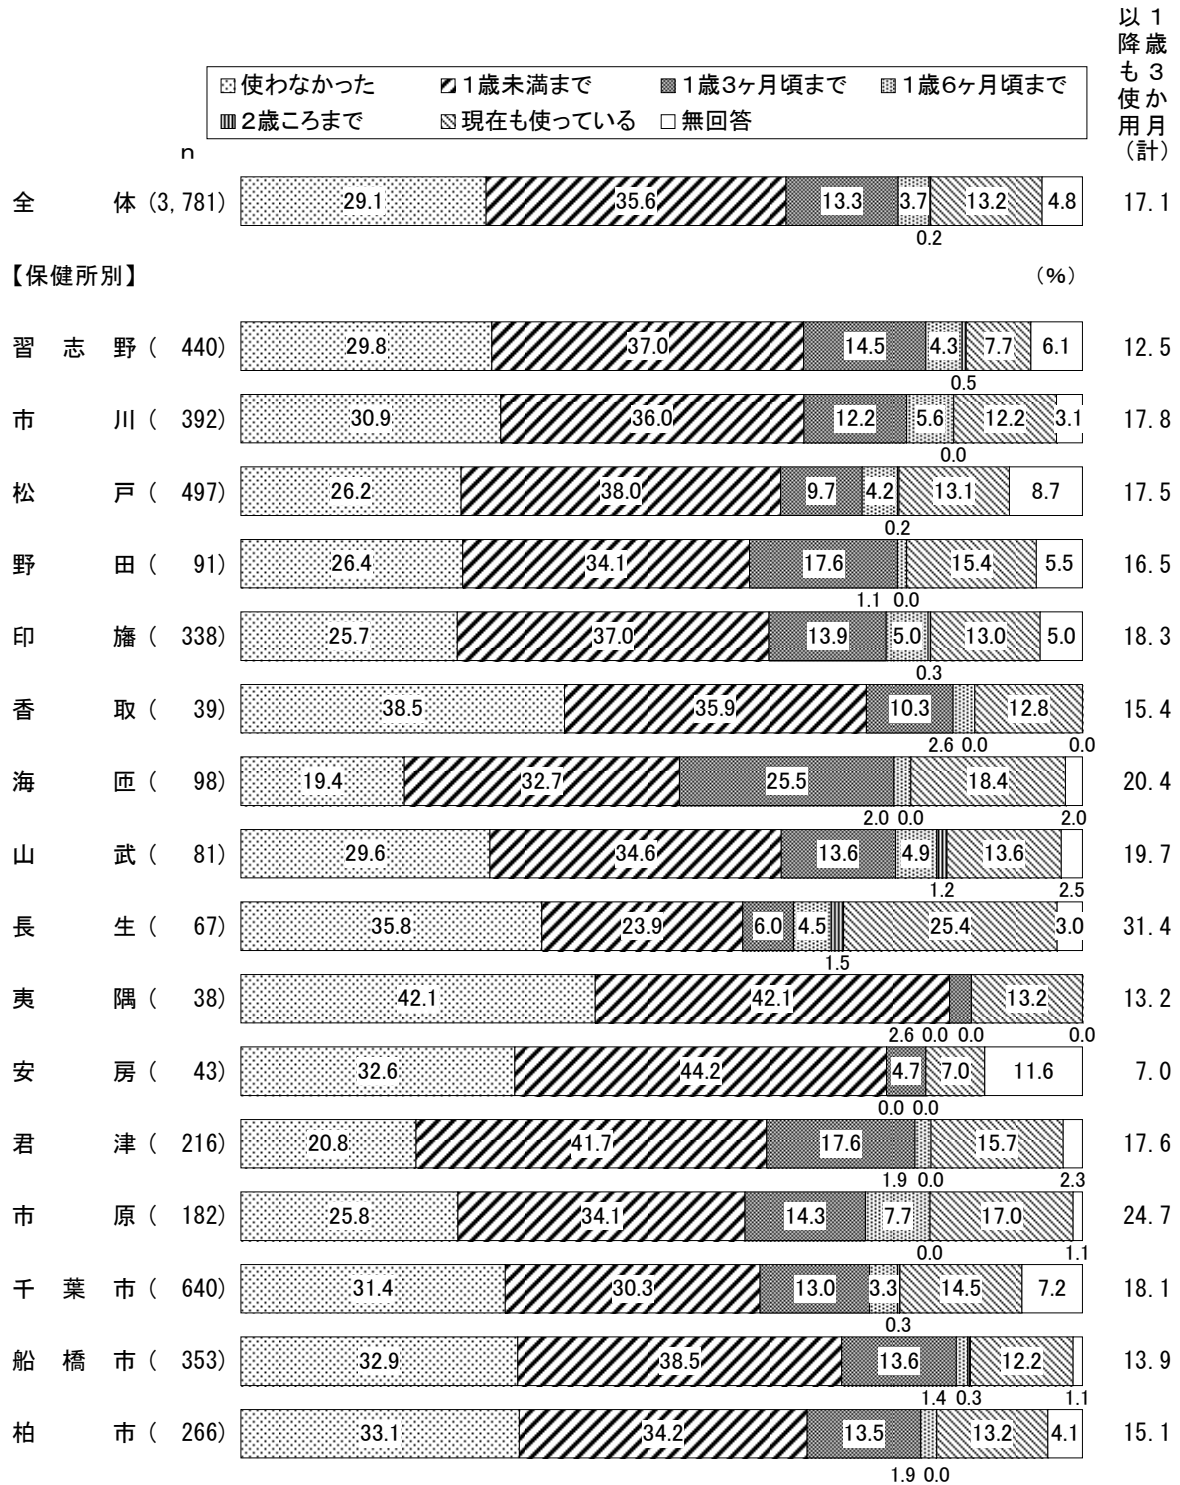 １歳３か月
以降も使用
（計）
使わなかった １歳未満まで １歳３ヶ月頃まで １歳６ヶ月頃まで
２歳ころまで 現在も使っている 無回答
n
全体(3,781) 29.1 35.6 13.3 3.7 13.2 4.8 17.1
0.2
【保健所別】 (%)
習志野( 440) 29.8 37.0 14.5 4.3 7.7 6.1 12.5
0.5
市川( 392) 30.9 36.0 12.2 5.6 12.2 3.1 17.8
0.0
松戸( 497) 26.2 38.0 9.7 4.2 13.1 8.7 17.5
0.2
野田( 91) 26.4 34.1 17.6 15.4 5.5 16.5
1.1 0.0
印旛( 338) 25.7 37.0 13.9 5.0 13.0 5.0 18.3
0.3
香取( 39) 38.5 35.9 10.3 12.8 15.4
2.6 0.0 0.0
海匝( 98) 19.4 32.7 25.5 18.4 20.4
2.0 0.0 2.0
山武( 81) 29.6 34.6 13.6 4.9 13.6 19.7
1.2 2.5
長生( 67) 35.8 23.9 6.0 4.5 25.4 3.0 31.4
1.5
夷隅( 38) 42.1 42.1 13.2 13.2
2.6 0.0 0.0 0.0
安房( 43) 32.6 44.2 4.7 7.0 11.6 7.0
0.0 0.0
君津( 216) 20.8 41.7 17.6 15.7 17.6
1.9 0.0 2.3
市原( 182) 25.8 34.1 14.3 7.7 17.0 24.7
0.0 1.1
千葉市( 640) 31.4 30.3 13.0 3.3 14.5 7.2 18.1
0.3
船橋市( 353) 32.9 38.5 13.6 12.2 13.9
1.4 0.3 1.1
柏市( 266) 33.1 34.2 13.5 13.2 4.1 15.1
1.9 0.0